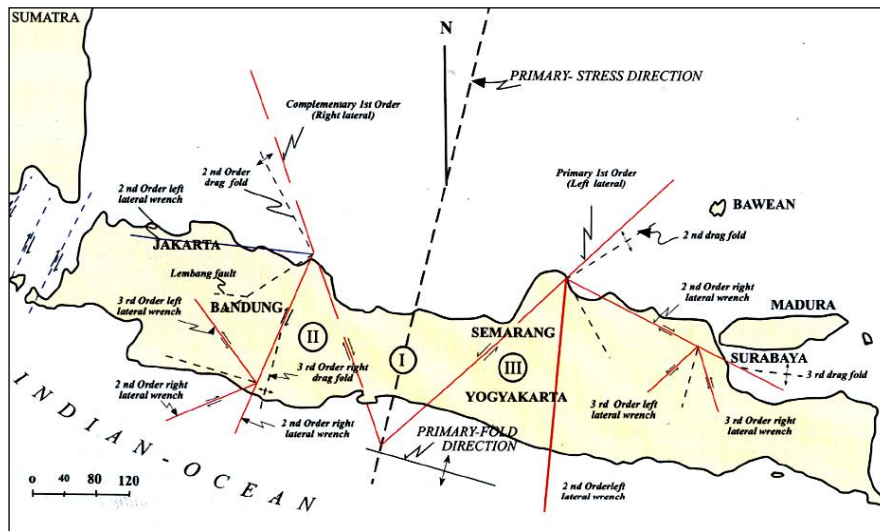 SUMATRA
N
PRIMARY- STRESS DIRECTION
Complementary 1st Order
(Right lateral)
2 nd Order
drag fold
Primary 1st Order
(Left lateral)
2 nd Order left
lateral wrench
BAWEAN
2 nd drag fold
JAKARTA
Lembang fault
2 nd Order right
lateral wrench
3 rd Order left
lateral wrench
BANDUNG
MADURA
II
I
SEMARANG
III
SURABAYA
3 rd Order right
drag fold
3 rd drag fold
2 nd Order right
lateral wrench
YOGYAKARTA
3 rd Order left
lateral wrench
3 rd Order right
lateral wrench
2 nd Order right
lateral wrench
PRIMARY-FOLD
DIRECTION
INDIAN-OCEAN
2 nd Orderleft
lateral wrench
0 40 80 120